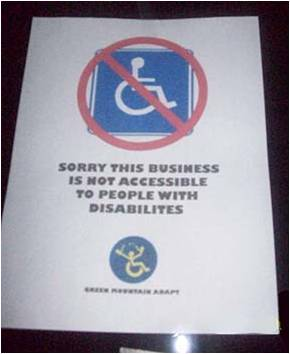 SORRY THIS BUSINESS
IS NOT ACCESSIBLE
TO PEOPLE WITH
DISABILITES
GREEN MOUNTAIN ADAPT